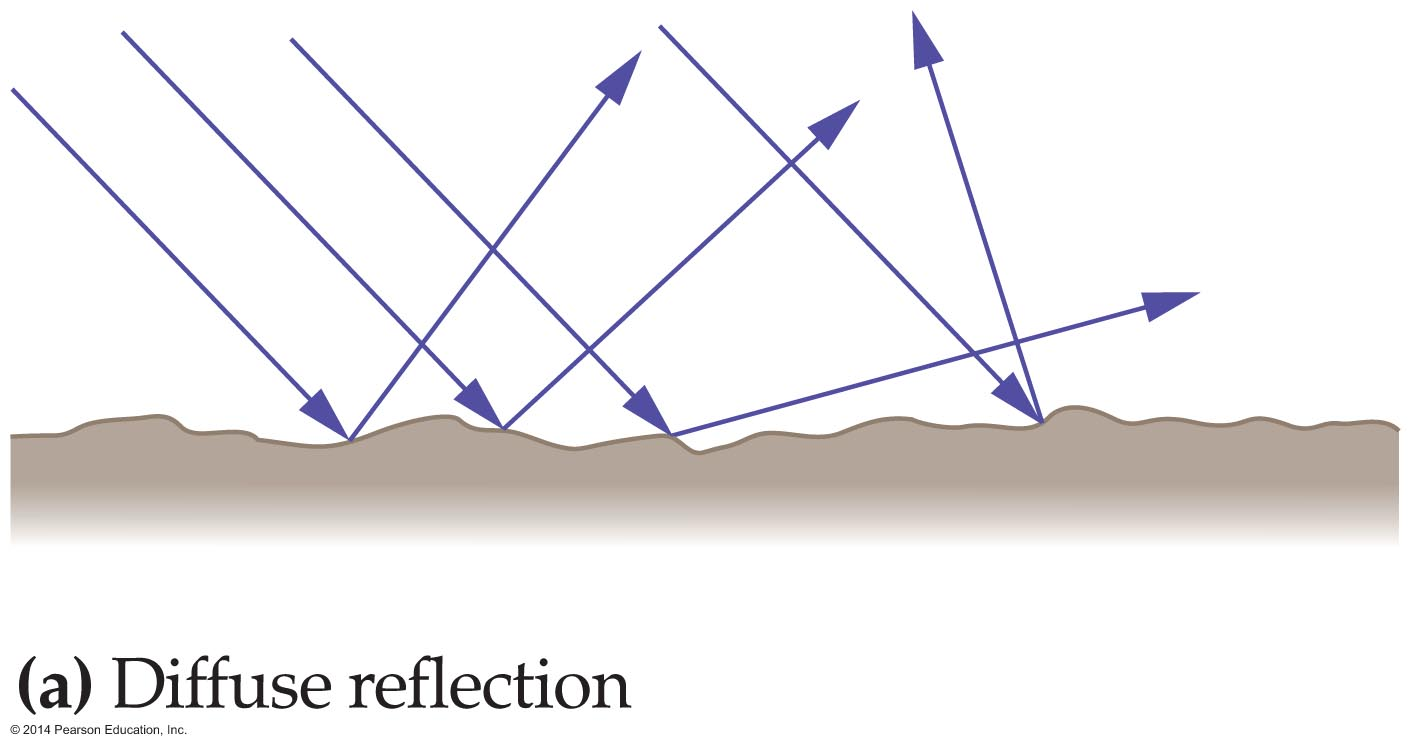 (a) Diffuse reflection
© 2014 Pearson Education, Inc.